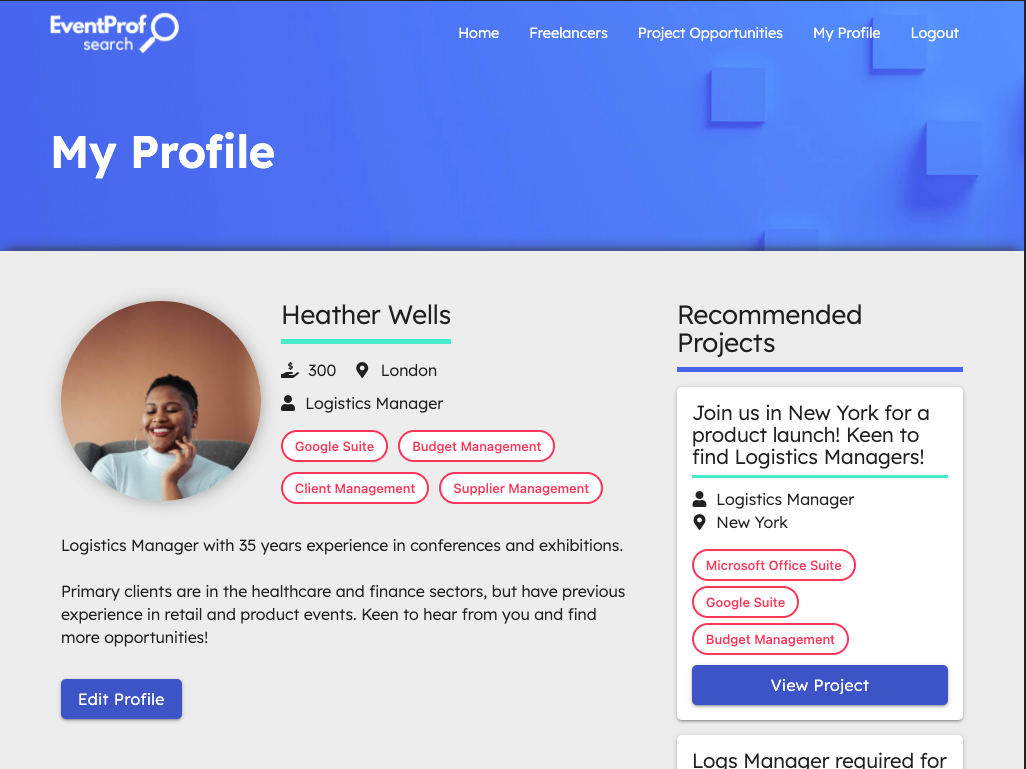 EventProf
search
Home Freelancers Project Opportunities My Profile Logout
My Profile
Heather Wells
300 London
Logistics Manager
Google Suite Budget Management
Client Management Supplier Management
Logistics Manager with 35 years experience in conferences and exhibitions.
Primary clients are in the healthcare and finance sectors, but have previous
experience in retail and product events. Keen to hear from you and find
more opportunities!
Edit Profile
Recommended
Projects
Join us in New York for a
product launch! Keen to
find Logistics Managers!
Logistics Manager
New York
Microsoft Office Suite
Google Suite
Budget Management
View Project
Logs Manager required for